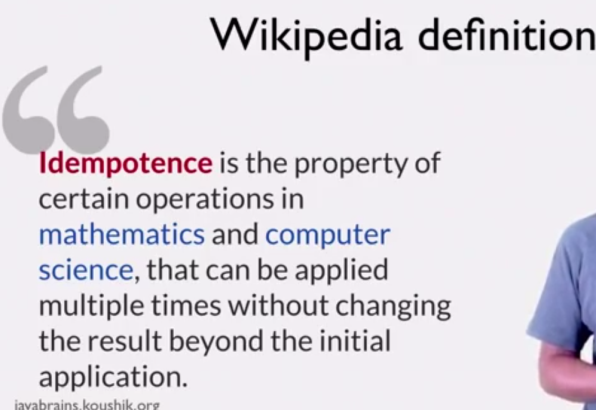 Wikipedia definition
“
Idempotence is the property of
certain operations in
mathematics and computer
science, that can be applied
multiple times without changing
the result beyond the initial
application.
javabrains.koushik.org